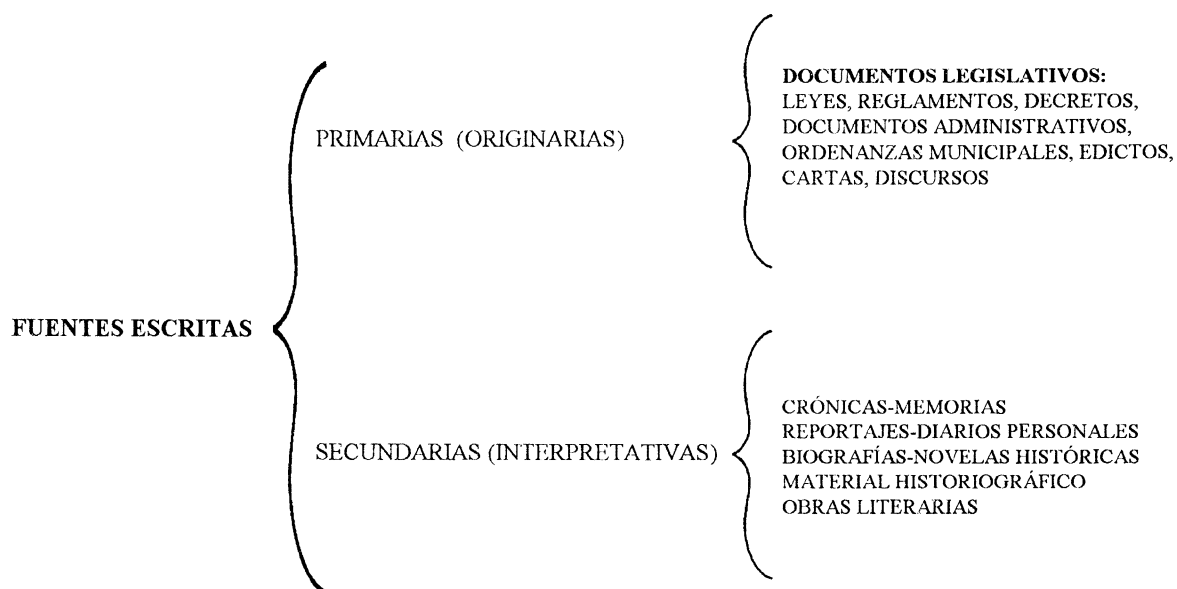 FUENTES ESCRITAS
PRIMARIAS (ORIGINARIAS)
DOCUMENTOS LEGISLATIVOS:
LEYES, REGLAMENTOS, DECRETOS,
DOCUMENTOS ADMINISTRATIVOS,
ORDENANZAS MUNICIPALES, EDICTOS,
CARTAS, DISCURSOS
SECUNDARIAS (INTERPRETATIVAS)
CRÓNICAS-MEMORIAS
REPORTAJES-DIARIOS PERSONALES
BIOGRAFÍAS-NOVELAS HISTÓRICAS
MATERIAL HISTORIOGRÁFICO
OBRAS LITERARIAS